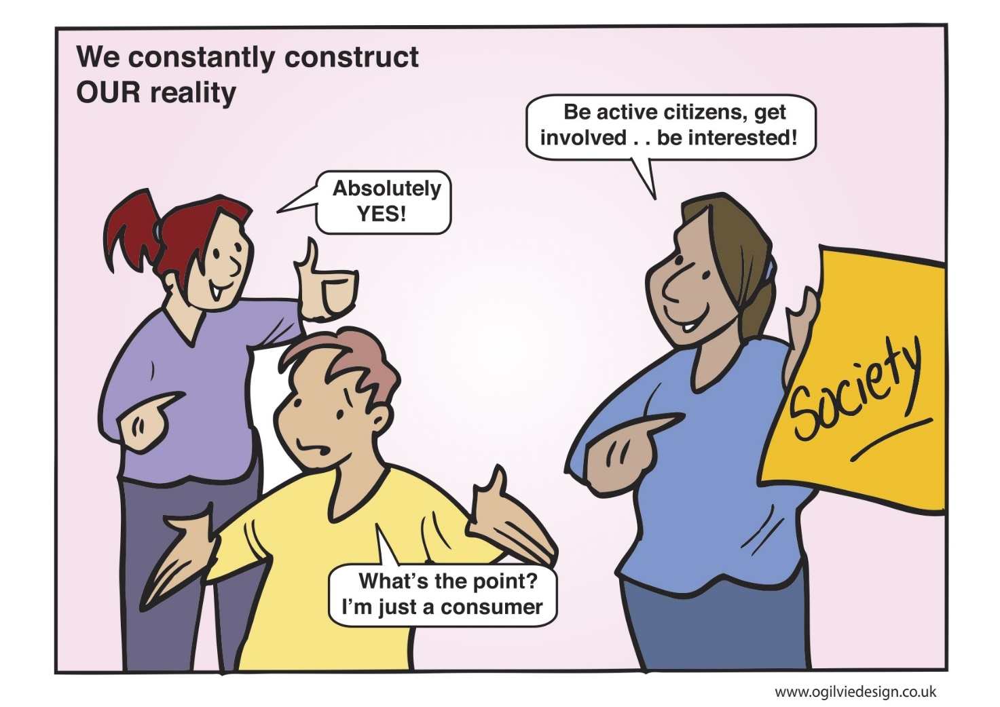 We constantly construct
OUR reality
Be active citizens, get
involved . . be interested!
Absolutely
YES!
Society
What's the point?
I'm just a consumer
www.ogilviedesign.co.uk